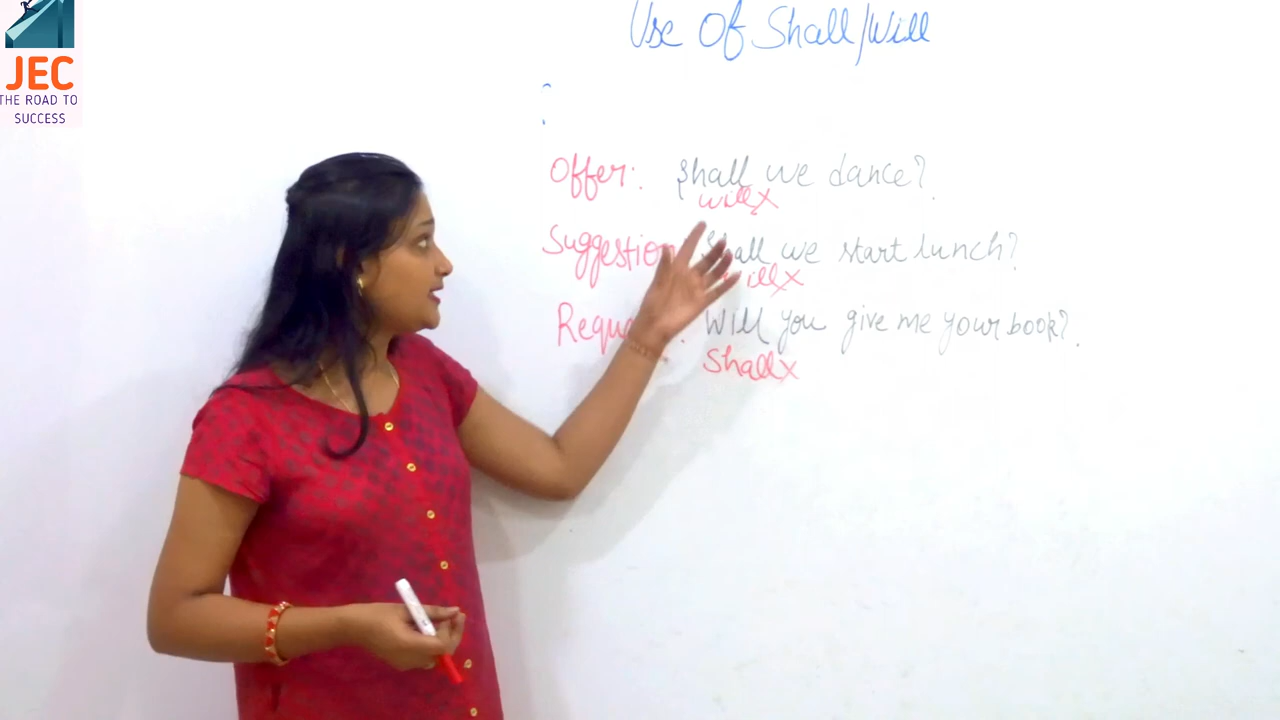 JEC
THE ROAD TO
SUCCESS
Use Of Shall/Will
Offer: Shall we dance?
will X
Suggestion Shall we start lunch?
will X
Will you give me your book?
Shall X